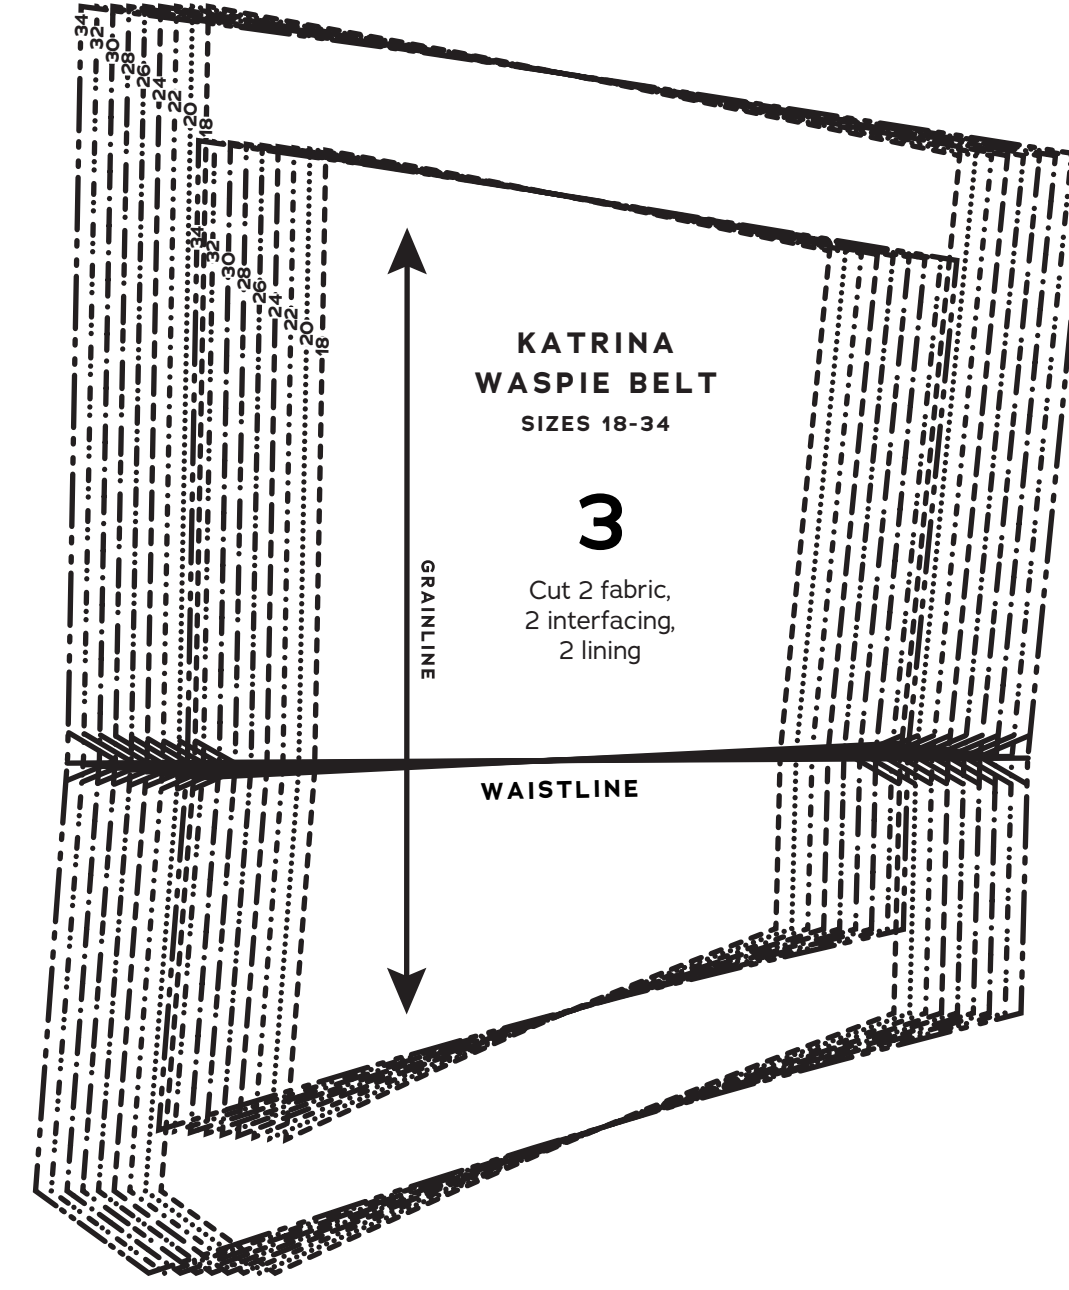 34
32
30
28
26
24
22
20
18
34
32
30
28
26
24
22
20
18
KATRINA
WASPIE BELT
SIZES 18-34
3
Cut 2 fabric,
2 interfacing,
2 lining
GRAINLINE
WAISTLINE